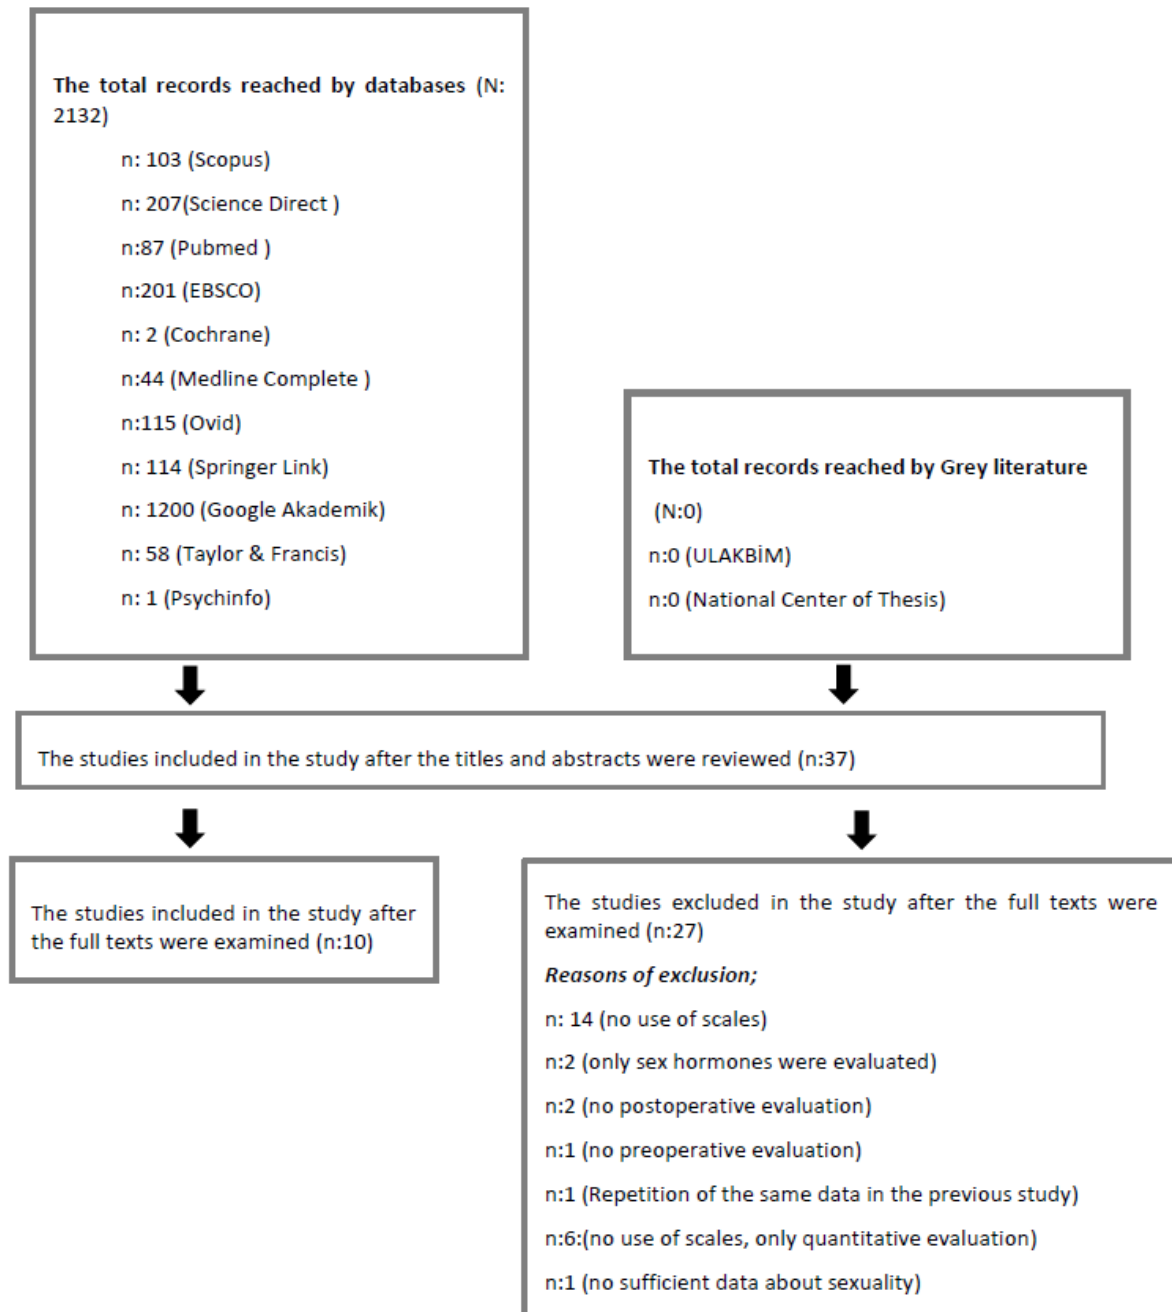 The total records reached by databases (N:
2132)
n: 103 (Scopus)
n: 207(Science Direct )
n:87 (Pubmed )
n:201 (EBSCO)
n: 2 (Cochrane)
n:44 (Medline Complete )
n:115 (Ovid)
n: 114 (Springer Link)
n: 1200 (Google Akademik)
n: 58 (Taylor & Francis)
n: 1 (Psychinfo)
The total records reached by Grey literature
(N:0)
n:0 (ULAKBİM)
n:0 (National Center of Thesis)
The studies included in the study after the titles and abstracts were reviewed (n:37)
The studies included in the study after
the full texts were examined (n:10)
The studies excluded in the study after the full texts were
examined (n:27)
Reasons of exclusion;
n: 14 (no use of scales)
n:2 (only sex hormones were evaluated)
n:2 (no postoperative evaluation)
n:1 (no preoperative evaluation)
n:1 (Repetition of the same data in the previous study)
n:6:(no use of scales, only quantitative evaluation)
n:1 (no sufficient data about sexuality)